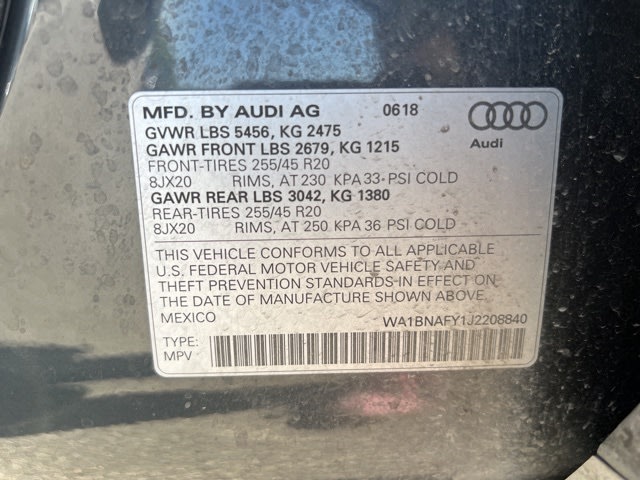 MFD. BY AUDI AG 0618
GVWR LBS 5456, KG 2475
GAWR FRONT LBS 2679, KG 1215
FRONT-TIRES 255/45 R20
8JX20 RIMS, AT 230 KPA 33 PSI COLD
GAWR REAR LBS 3042, KG 1380
REAR-TIRES 255/45 R20
8JX20 RIMS, AT 250 KPA 36 PSI COLD
Audi
THIS VEHICLE CONFORMS TO ALL APPLICABLE
U.S. FEDERAL MOTOR VEHICLE SAFETY AND
THEFT PREVENTION STANDARDS IN EFFECT ON
THE DATE OF MANUFACTURE SHOWN ABOVE.
MEXICO WA1BNAFY1J2208840
TYPE:
MPV